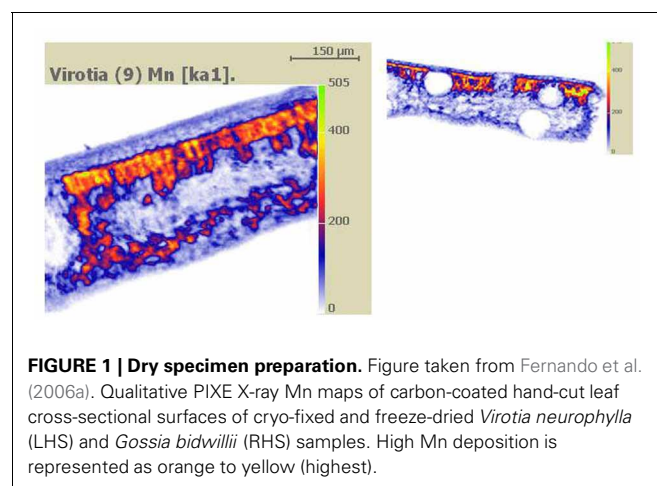 150 µm
Virotia (9) Mn [ka1].
505
400
200
0
400
200
0
FIGURE 1 | Dry specimen preparation. Figure taken from Fernando et al.
(2006a). Qualitative PIXE X-ray Mn maps of carbon-coated hand-cut leaf
cross-sectional surfaces of cryo-fixed and freeze-dried Virotia neurophylla
(LHS) and Gossia bidwillii (RHS) samples. High Mn deposition is
represented as orange to yellow (highest).